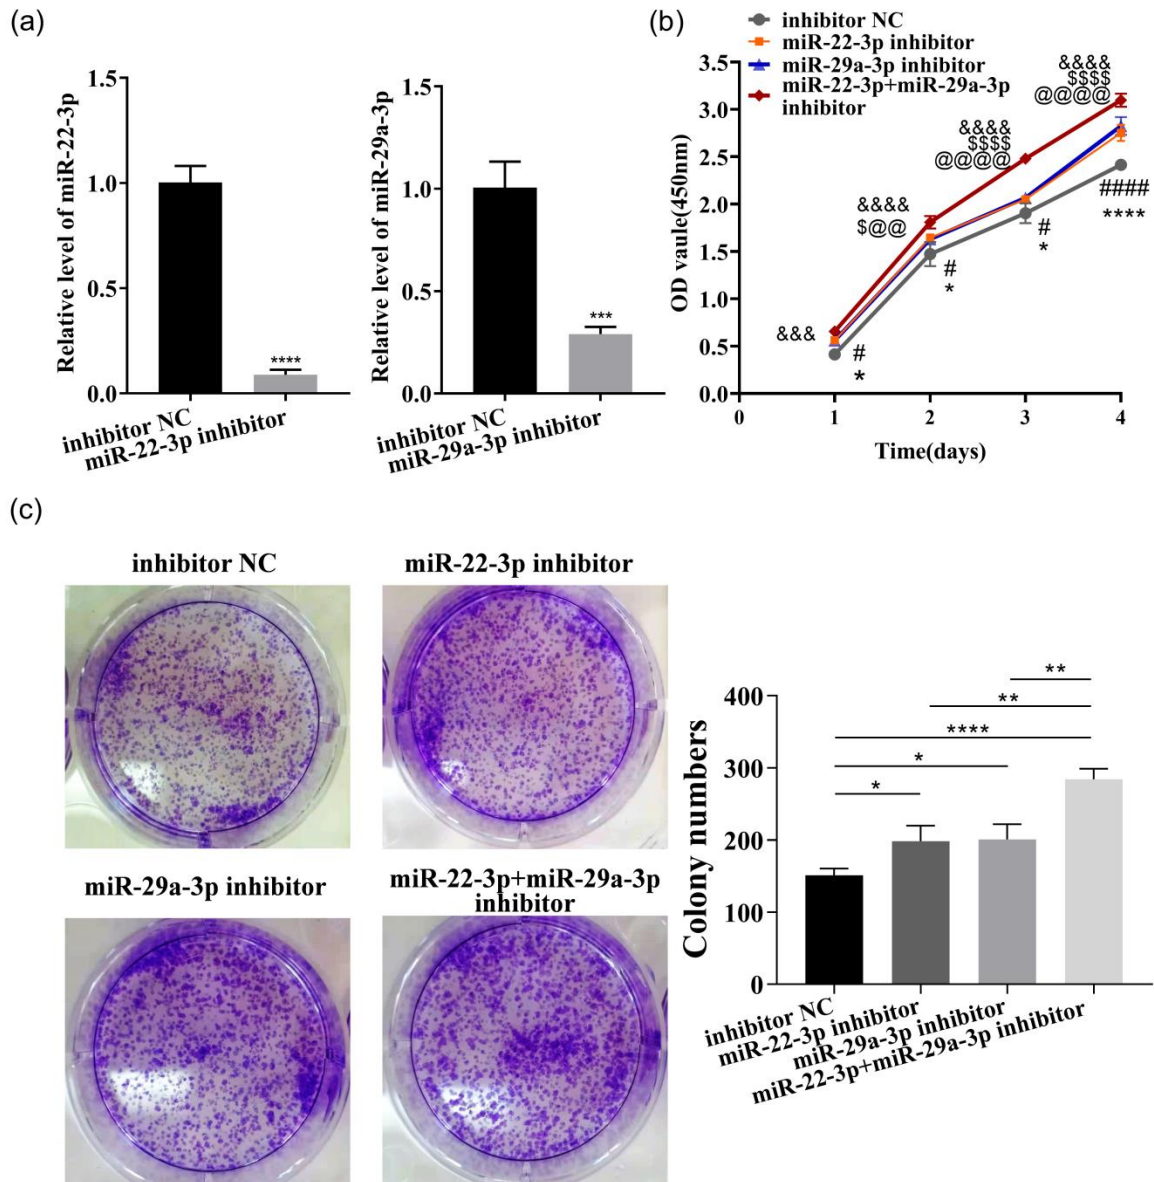 (a)
1.5
1.0
0.5
0.0
Relative level of miR-22-3p
****
inhibitor NC
miR-22-3p inhibitor
1.5
1.0
0.5
0.0
Relative level of miR-29a-3p
***
inhibitor NC
miR-29a-3p inhibitor
(b)
inhibitor NC
miR-22-3p inhibitor
miR-29a-3p inhibitor
miR-22-3p+miR-29a-3p
inhibitor
3.5
3.0
2.5
2.0
1.5
1.0
0.5
0.0
OD vaule(450nm)
&&&&
$$$$
@@@@
&&&&
$$$$
@@@@
&&&&
$@@
&&&
#
*
#
*
#
*
####
****
0
1
2
3
4
Time(days)
(c)
inhibitor NC
miR-22-3p inhibitor
miR-29a-3p inhibitor
miR-22-3p+miR-29a-3p
inhibitor
400
300
200
100
0
Colony numbers
**
**
****
*
*
inhibitor NC
miR-22-3p inhibitor
miR-29a-3p inhibitor
miR-22-3p+miR-29a-3p inhibitor